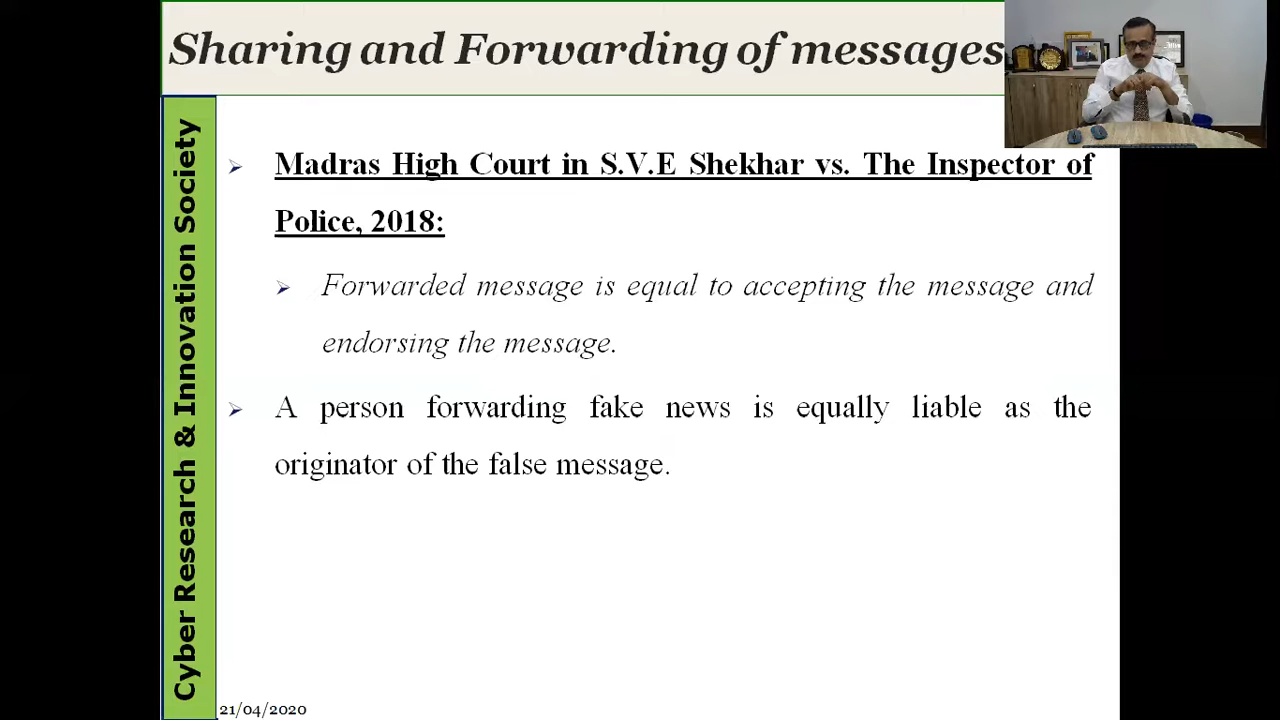 Sharing and Forwarding of messages
Cyber Research & Innovation Society
Madras High Court in S.V.E Shekhar vs. The Inspector of
Police, 2018:
Forwarded message is equal to accepting the message and
endorsing the message.
A person forwarding fake news is equally liable as the
originator of the false message.
21/04/2020